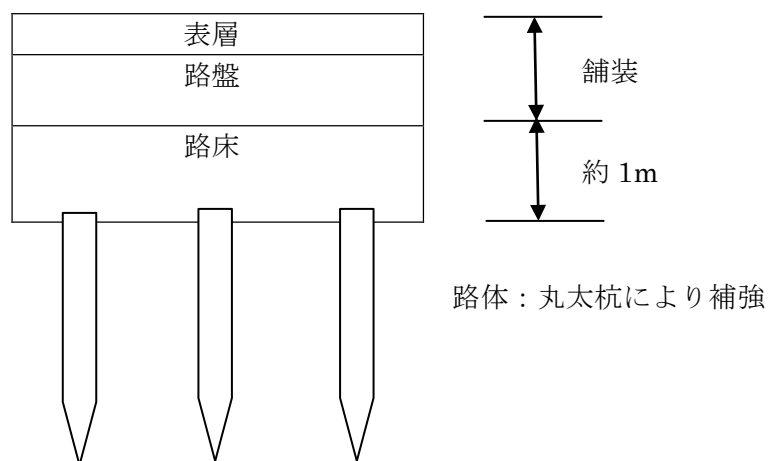 表層
路盤
舗装
路床
約 1m
路体：丸太杭により補強